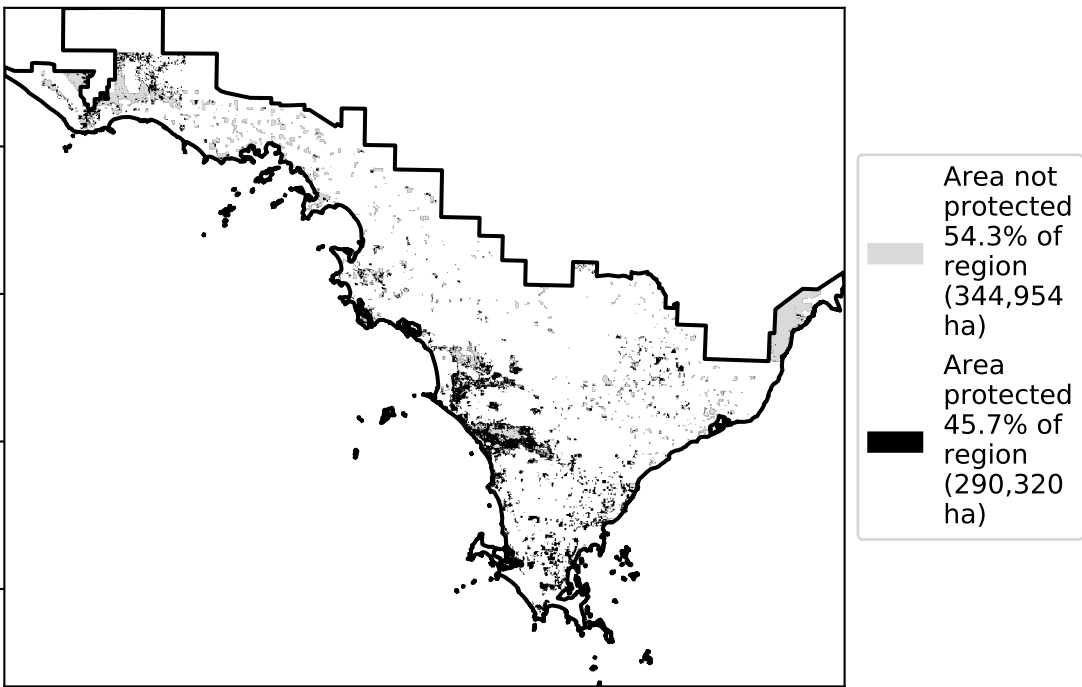 Area not
protected
54.3% of
region
(344,954
ha)
Area
protected
45.7% of
region
(290,320
ha)